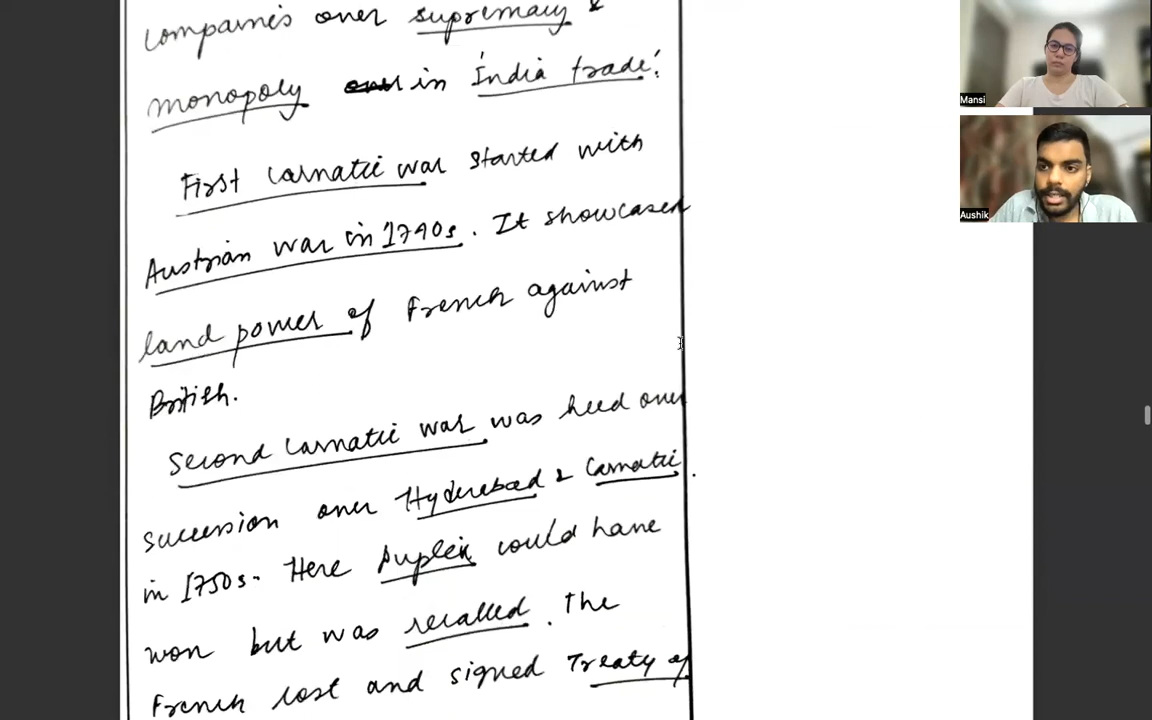 companies over supremacy &
monopoly in 'India trade'.
First Carnatic war started with
Austrian war in 1740s. It showcased
land power of French against
British.
Second Carnatic war was heed over
succession over Hyderebad & Carnatic.
in 1750s. Here Duplex could have
won but was recalled. The
French lost and signed Treaty of
Mansi
Aushik